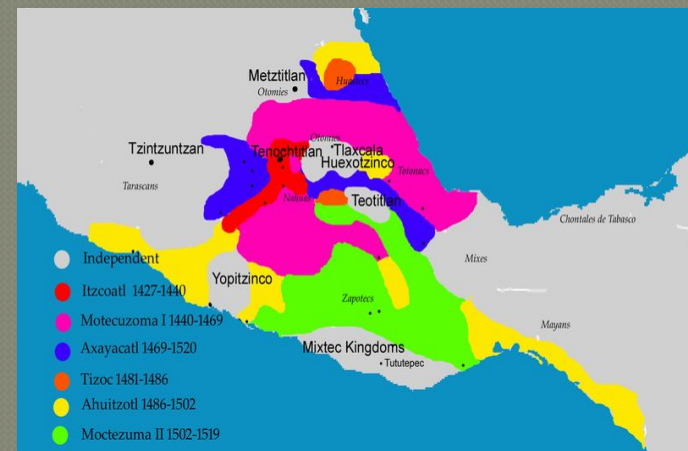 Metztitlan
Otomies
Huaxtecs
Tzintzuntzan
Tarascans
Otomies
Tenochtitlan
Tlaxcala
Huexotzinco
Totonacs
Nahuas
Teotitlan
Chontales de Tabasco
Mixes
Yopitzinco
Zapotecs
Mayans
Mixtec Kingdoms
Tututepec
Independent
Itzcoatl 1427-1440
Motecuzoma I 1440-1469
Axayacatl 1469-1520
Tizoc 1481-1486
Ahuitzotl 1486-1502
Moctezuma II 1502-1519